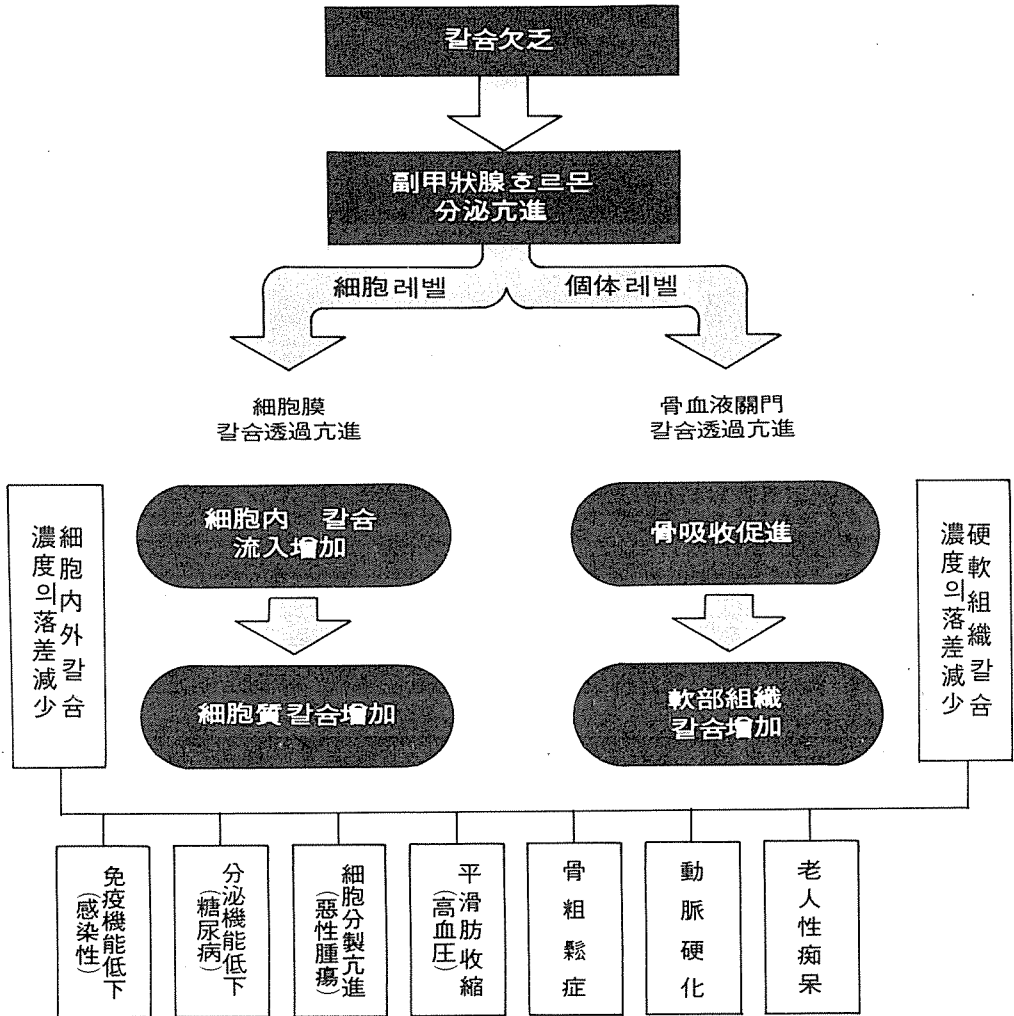 칼슘欠乏
副甲狀腺호르몬
分泌亢進
細胞레벨
個体레벨
細胞膜
칼슘透過亢進
骨血液關門
칼슘透過亢進
細胞内外칼슘
濃度의落差減少
細胞内 칼슘
流入增加
骨吸收促進
硬軟組織칼슘
濃度의落差減少
細胞質칼슘增加
軟部組織
칼슘增加
免疫機能低下
(感染性)
分泌機能低下
(糖尿病)
細胞分製亢進
(惡性腫瘍)
平滑肪收縮
(高血圧)
骨粗鬆症
動脈硬化
老人性痴呆